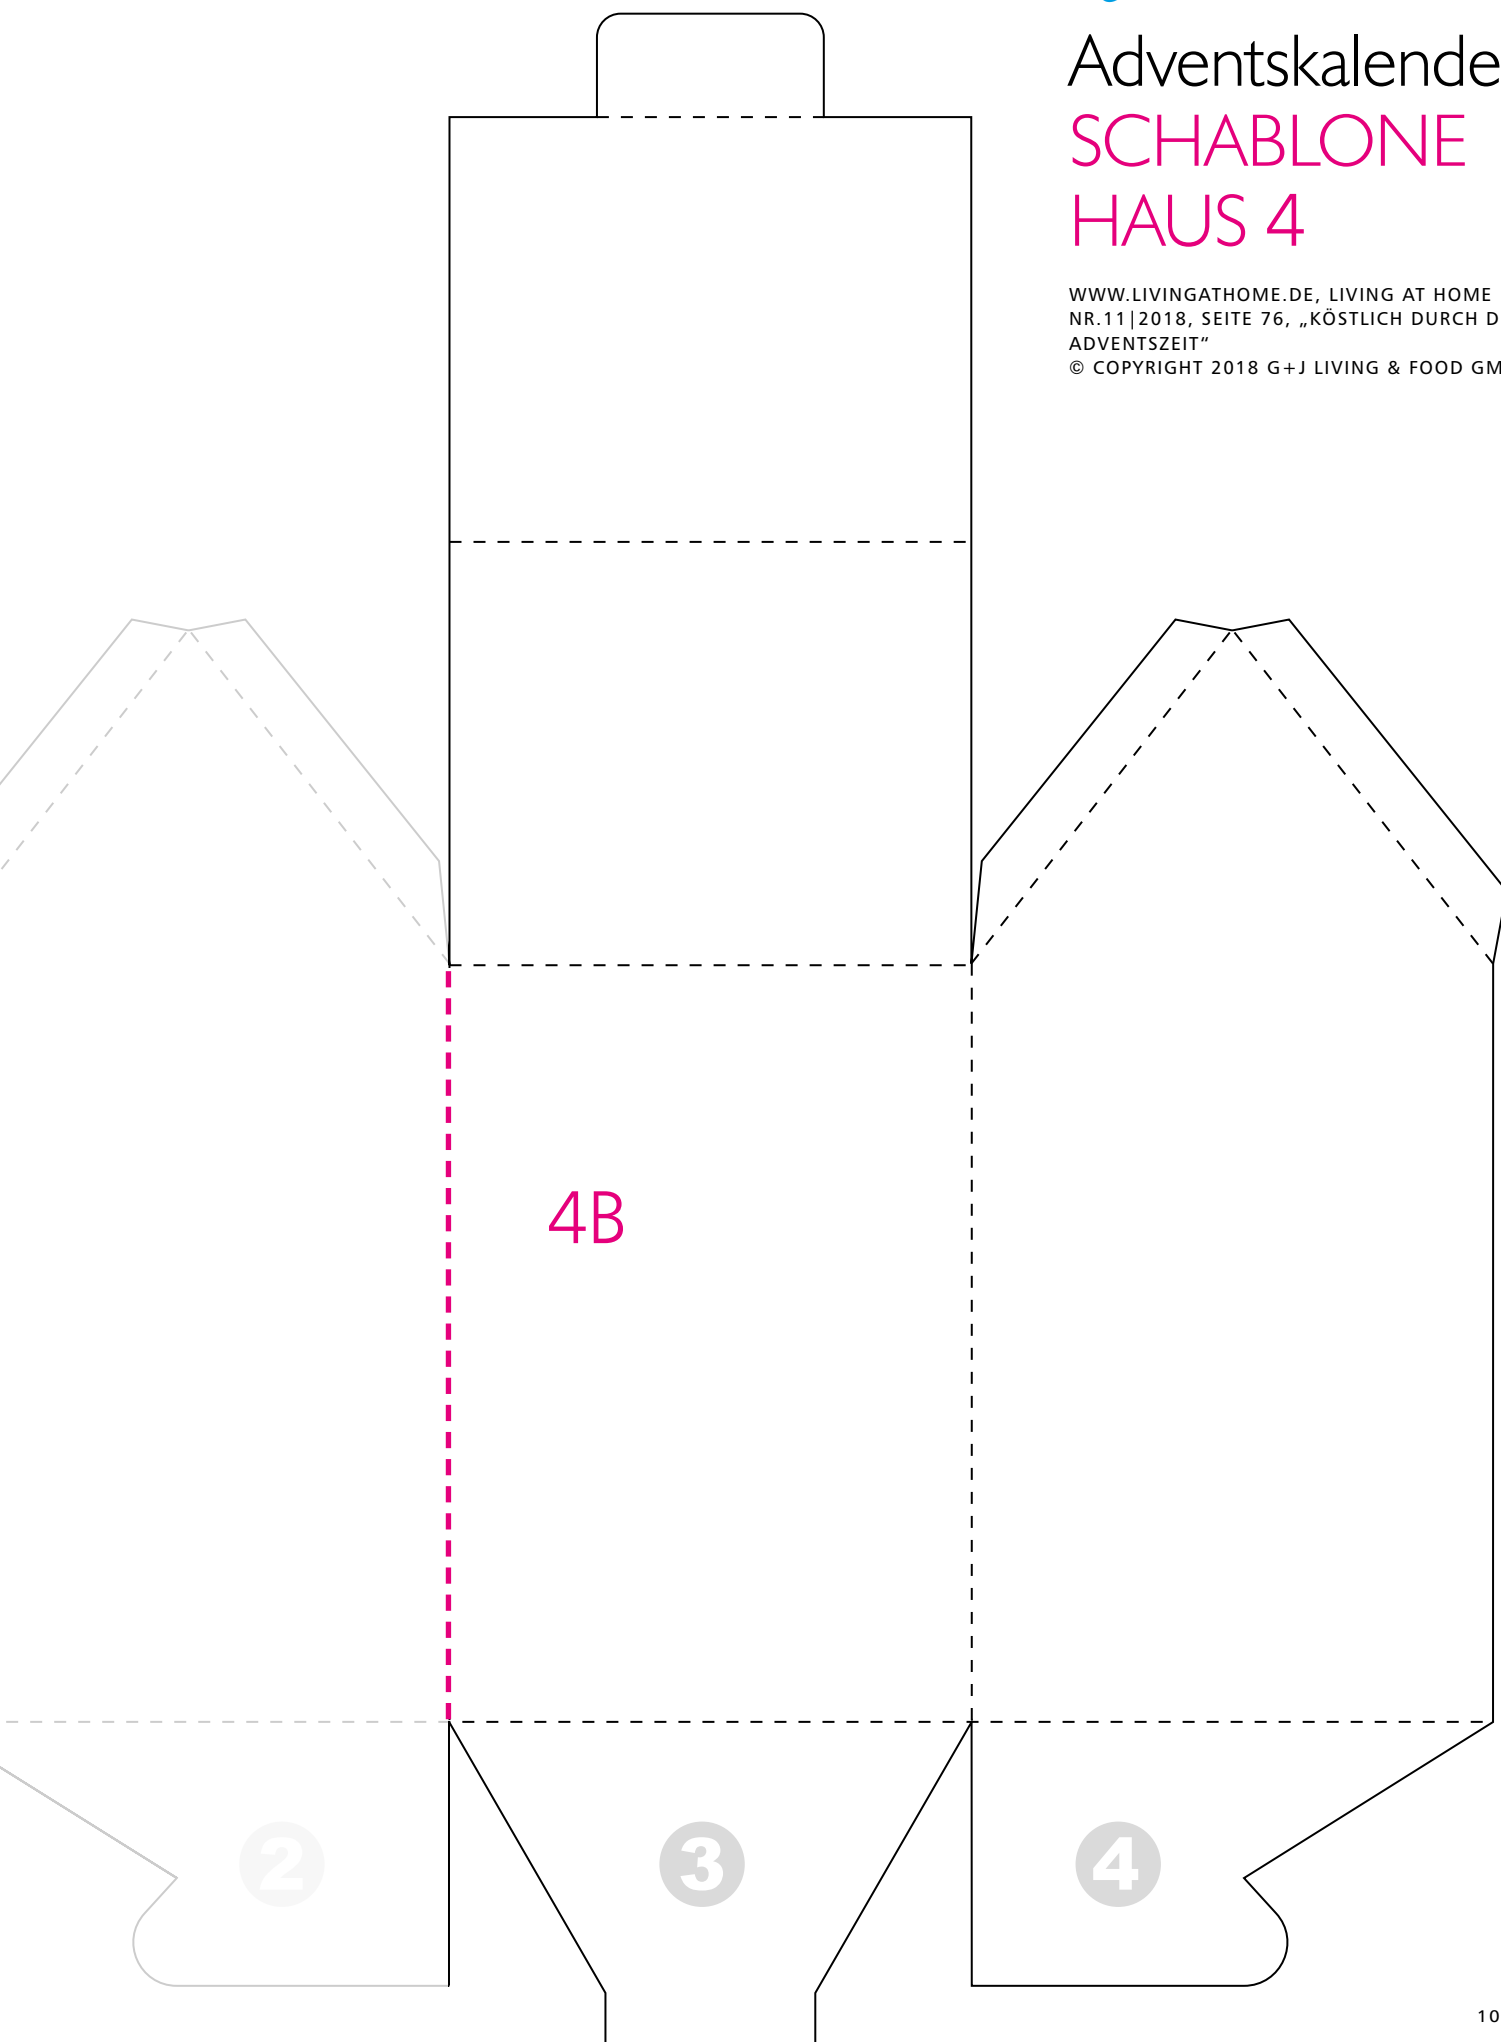 Adventskalende
SCHABLONE
HAUS 4
WWW.LIVINGATHOME.DE, LIVING AT HOME
NR.11|2018, SEITE 76, „KÖSTLICH DURCH D
ADVENTSZEIT“
© COPYRIGHT 2018 G+J LIVING & FOOD GM
4B
2
3
4
10